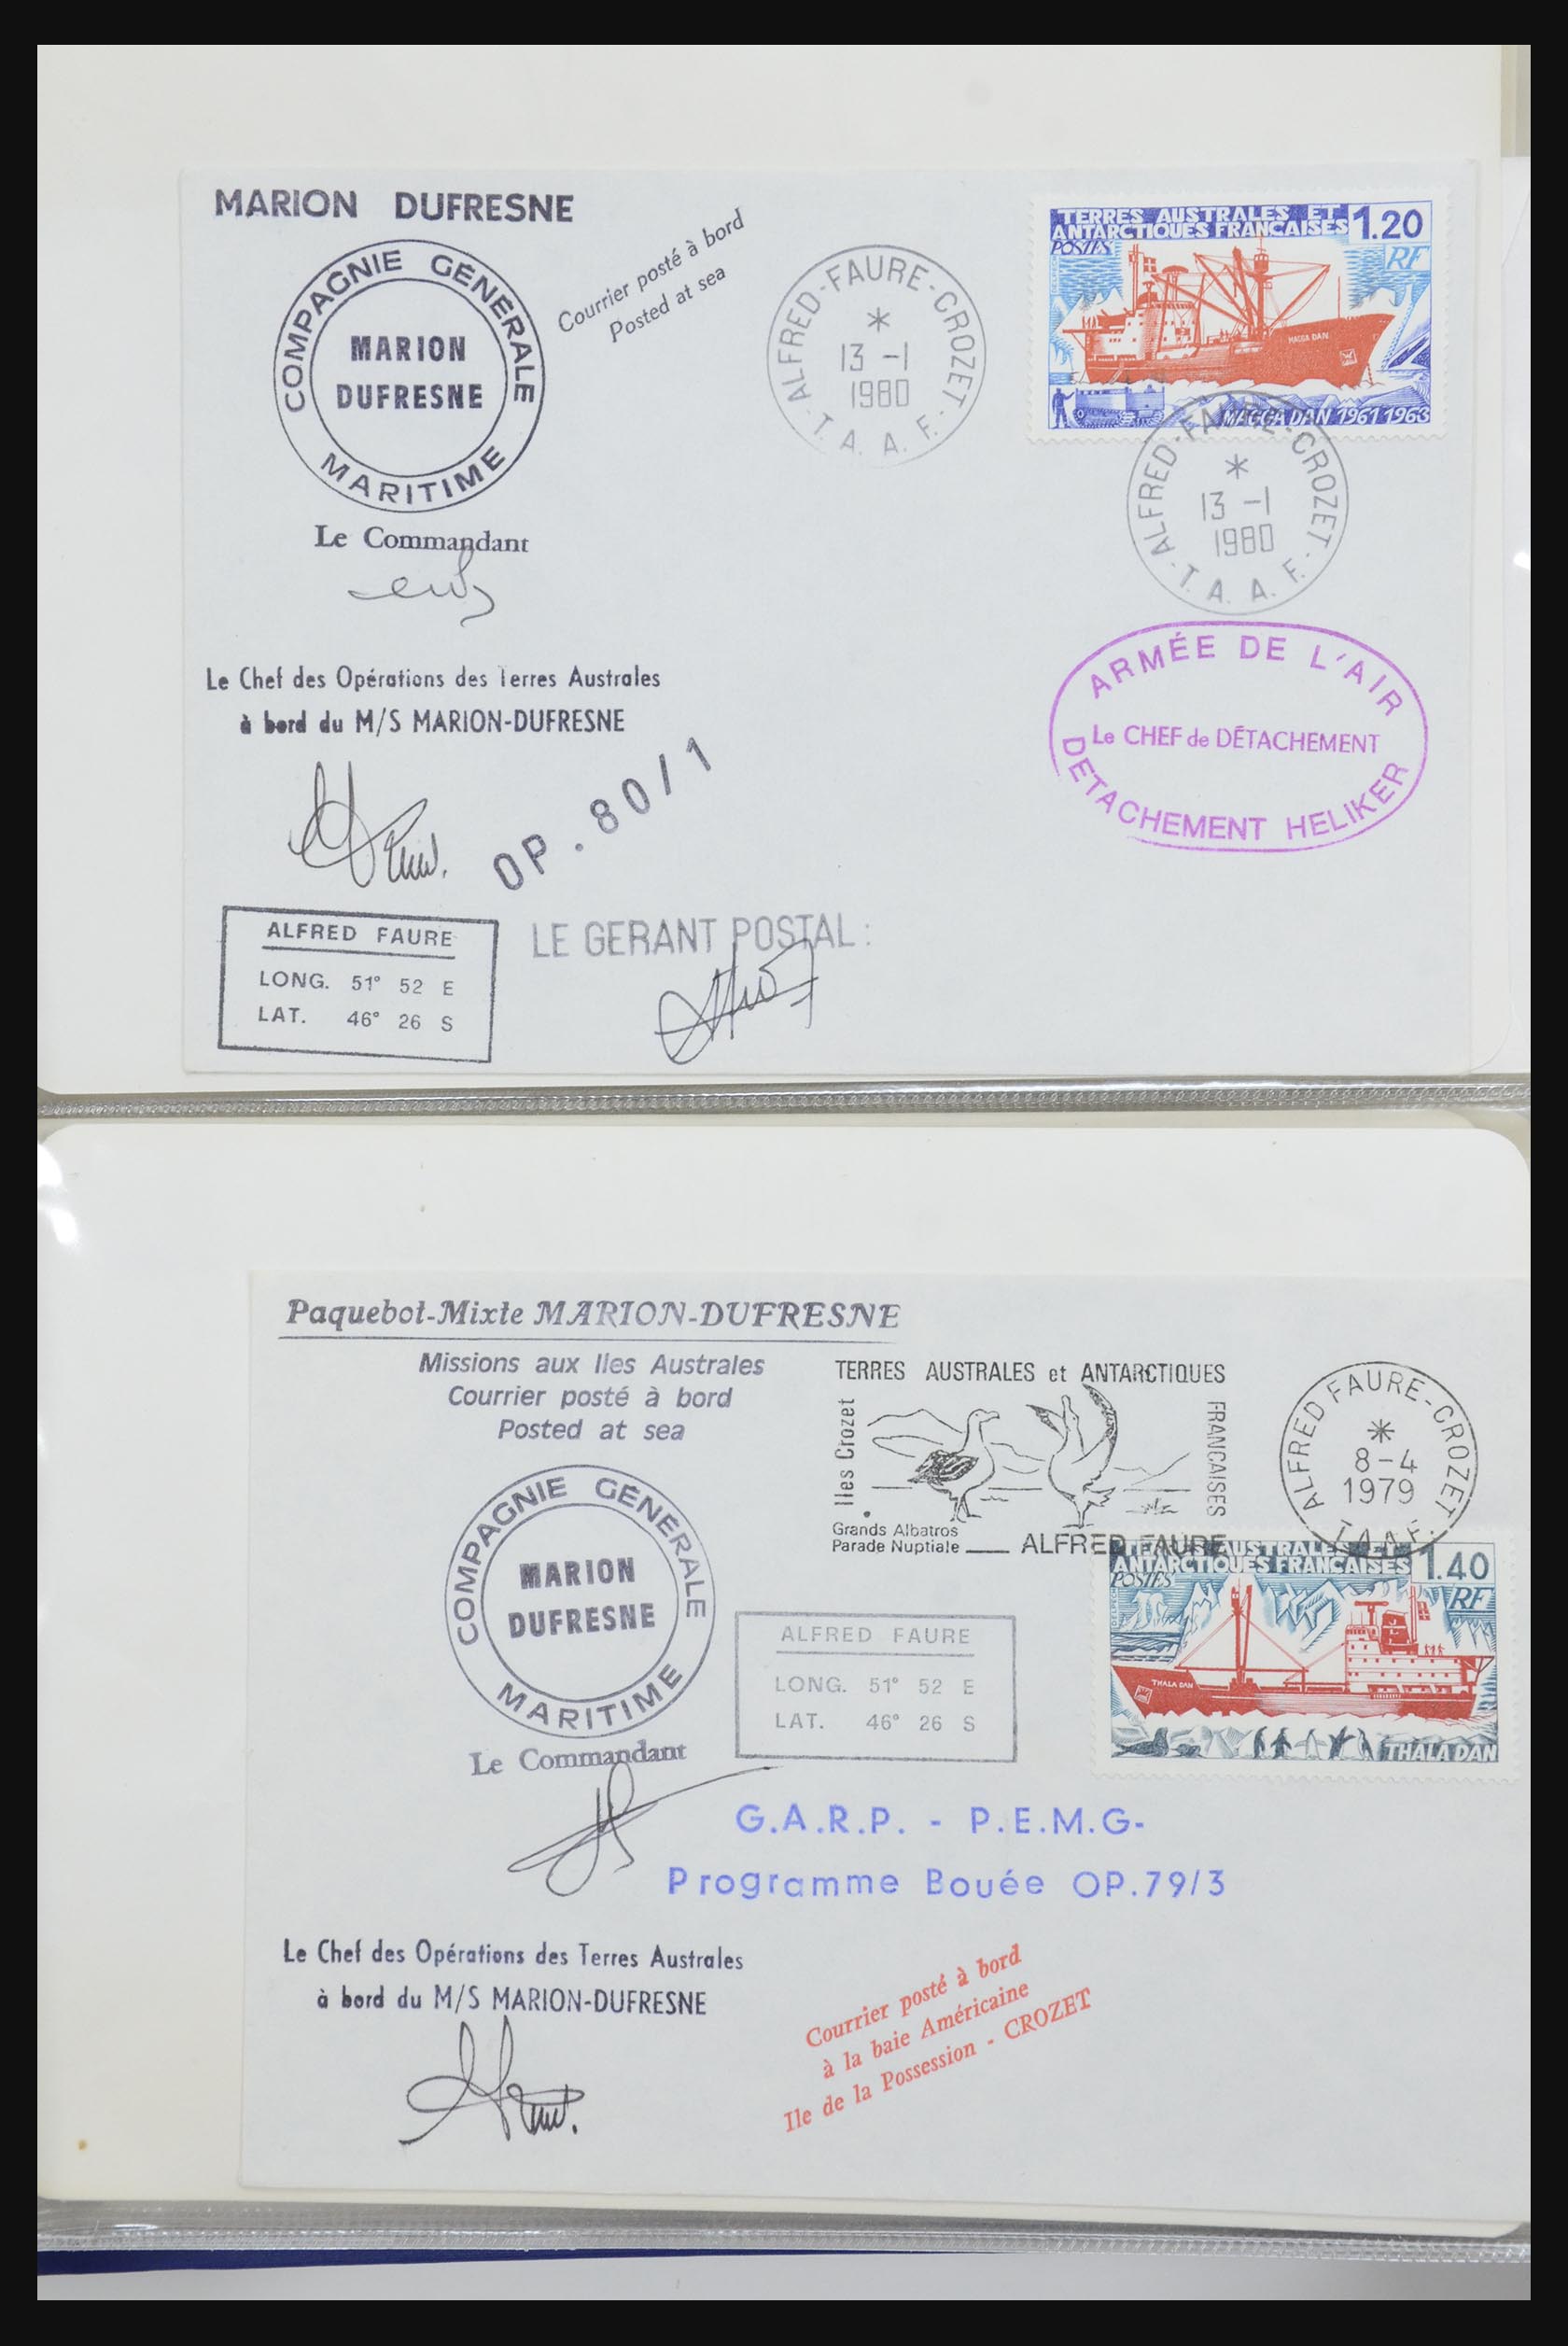 MARION DUFRESNE
COMPAGNIE GÉNÉRALE
MARION
DUFRESNE
MARITIME
Le Commandant
Courrier posté à bord
Posted at sea
ALFRED-FAURE-CROZET
13 -1
1980
T. A. A. F.
TERRES AUSTRALES ET
ANTARCTIQUES FRANÇAISES 1.20
POSTES
RF
MAGGA DAN
MAGGA DAN 1961 1963
ALFRED-FAURE-CROZET
13 -1
1980
T. A. A. F.
Le Chef des Opérations des Terres Australes
à bord du M/S MARION-DUFRESNE
OP. 80/1
ARMÉE DE L'AIR
Le CHEF de DÉTACHEMENT
DETACHEMENT HELIKER
ALFRED FAURE
LONG. 51° 52 E
LAT. 46° 26 S
LE GERANT POSTAL :
Paquebot-Mixte MARION-DUFRESNE
Missions aux Iles Australes
Courrier posté à bord
Posted at sea
TERRES AUSTRALES et ANTARCTIQUES
FRANCAISES
Iles Crozet
Grands Albatros
Parade Nuptiale
ALFRED FAURE
ALFRED FAURE-CROZET
8-4
1979
T.A.A.F.
TERRES AUSTRALES ET
ANTARCTIQUES FRANÇAISES 1.40
POSTES
RF
DELPECH
THALA DAN
THALA DAN
COMPAGNIE GÉNÉRALE
MARION
DUFRESNE
MARITIME
Le Commandant
ALFRED FAURE
LONG. 51° 52 E
LAT. 46° 26 S
G.A.R.P. - P.E.M.G-
Programme Bouée OP.79/3
Le Chef des Opérations des Terres Australes
à bord du M/S MARION-DUFRESNE
Courrier posté à bord
à la baie Américaine
Ile de la Possession - CROZET